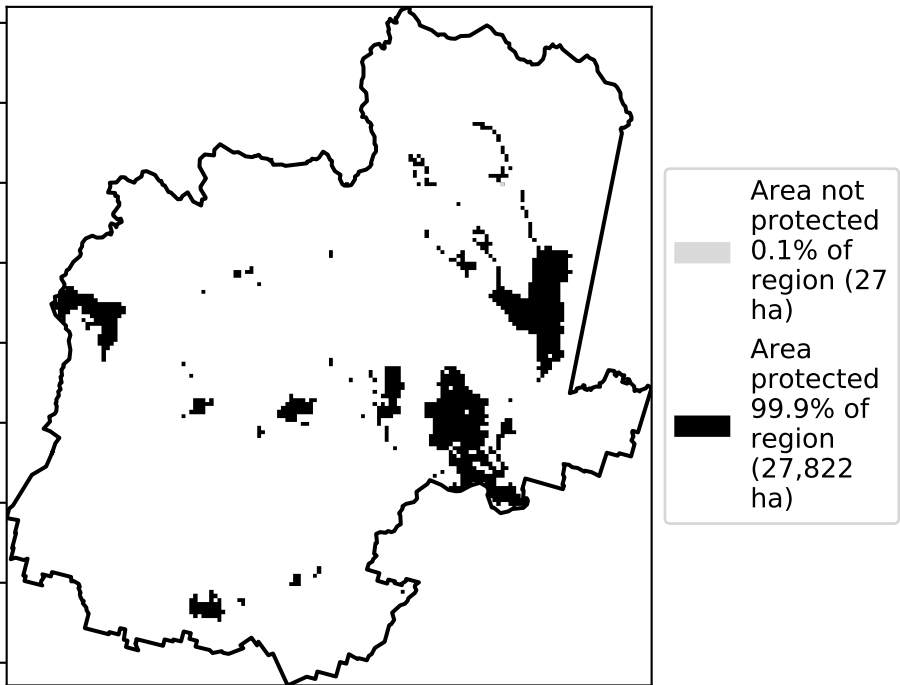 Area not
protected
0.1% of
region (27
ha)
Area
protected
99.9% of
region
(27,822
ha)